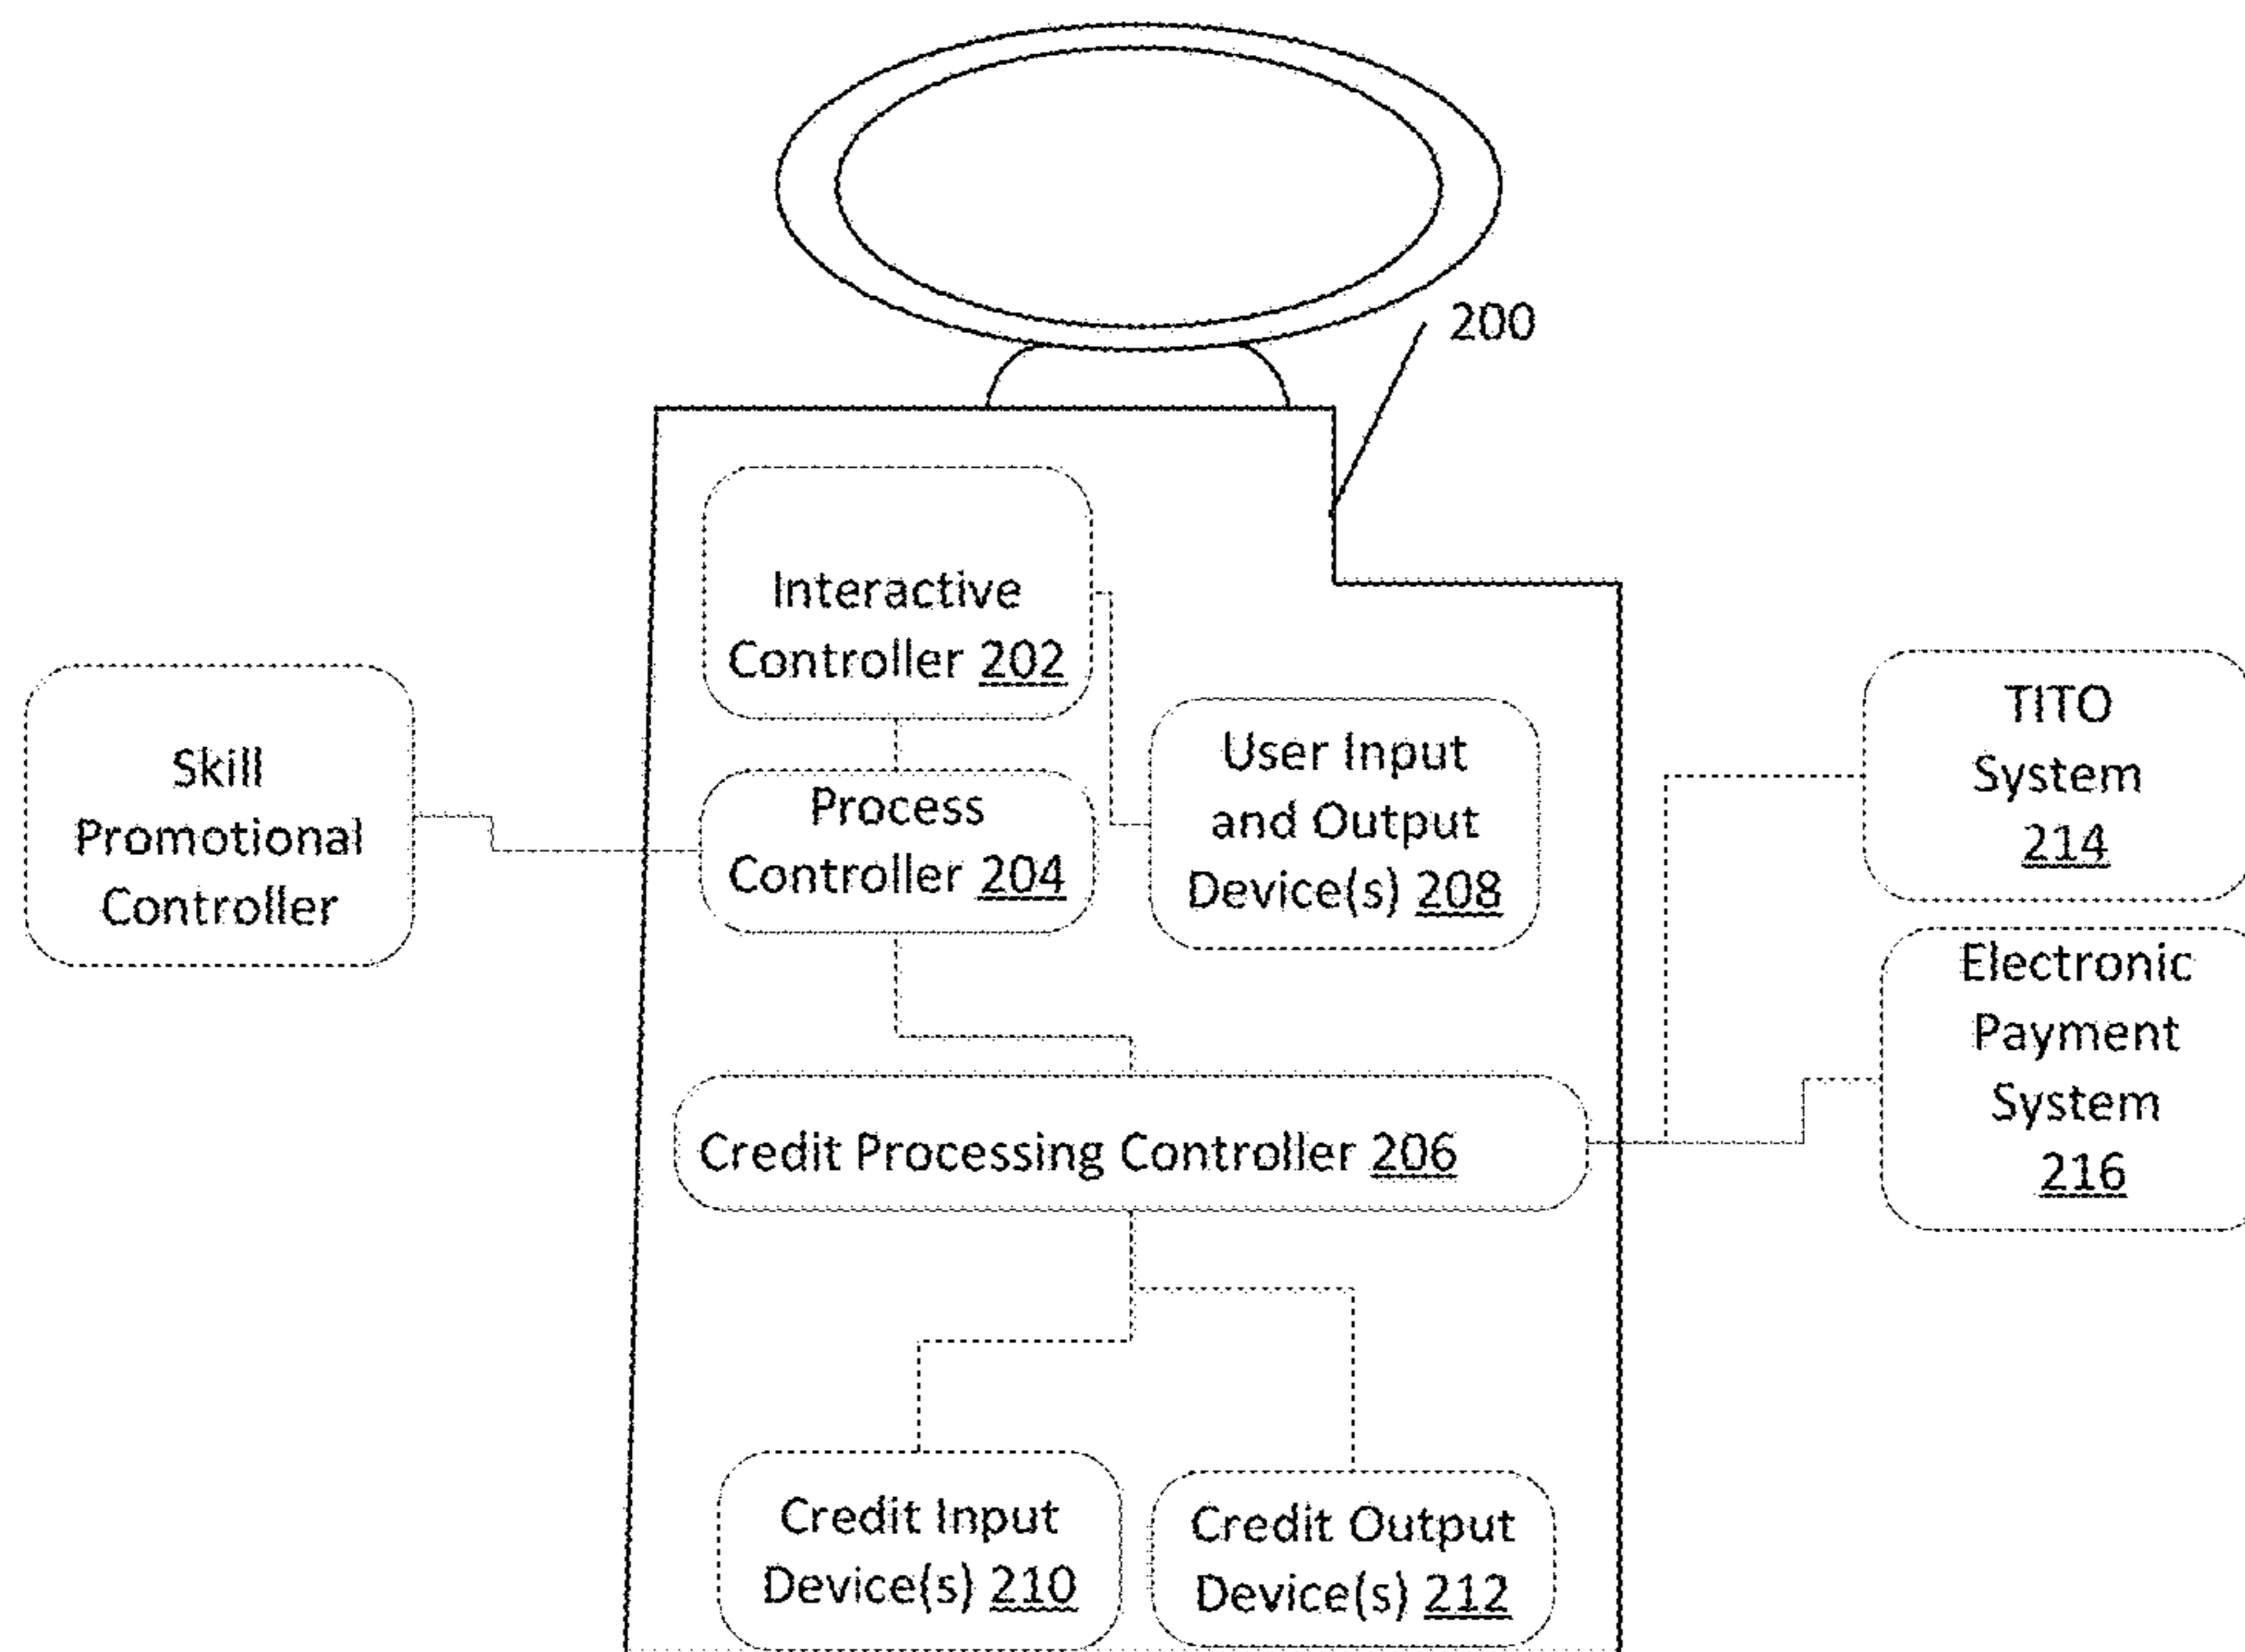 200
Interactive
Controller 202
Skill
Promotional
Controller
Process
Controller 204
User Input
and Output
Device(s) 208
TITO
System
214
Electronic
Payment
System
216
Credit Processing Controller 206
Credit Input
Device(s) 210
Credit Output
Device(s) 212